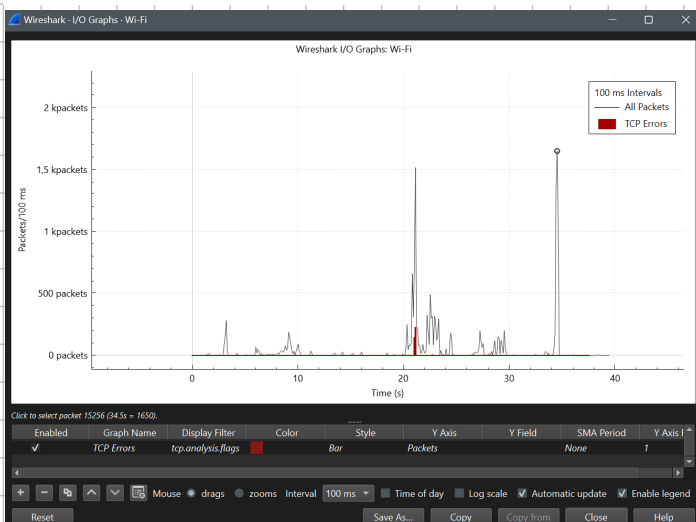 Wireshark · I/O Graphs · Wi-Fi
Wireshark I/O Graphs: Wi-Fi
100 ms Intervals
All Packets
TCP Errors
2 kpackets
1,5 kpackets
1 kpackets
500 packets
0 packets
Packets/100 ms
0 10 20 30 40
Time (s)
Click to select packet 15256 (34.5s = 1650).
Enabled Graph Name Display Filter Color Style Y Axis Y Field SMA Period Y Axis
TCP Errors tcp.analysis.flags Bar Packets None 1
Mouse drags zooms Interval 100 ms Time of day Log scale Automatic update Enable legend
Reset Save As... Copy Copy from Close Help